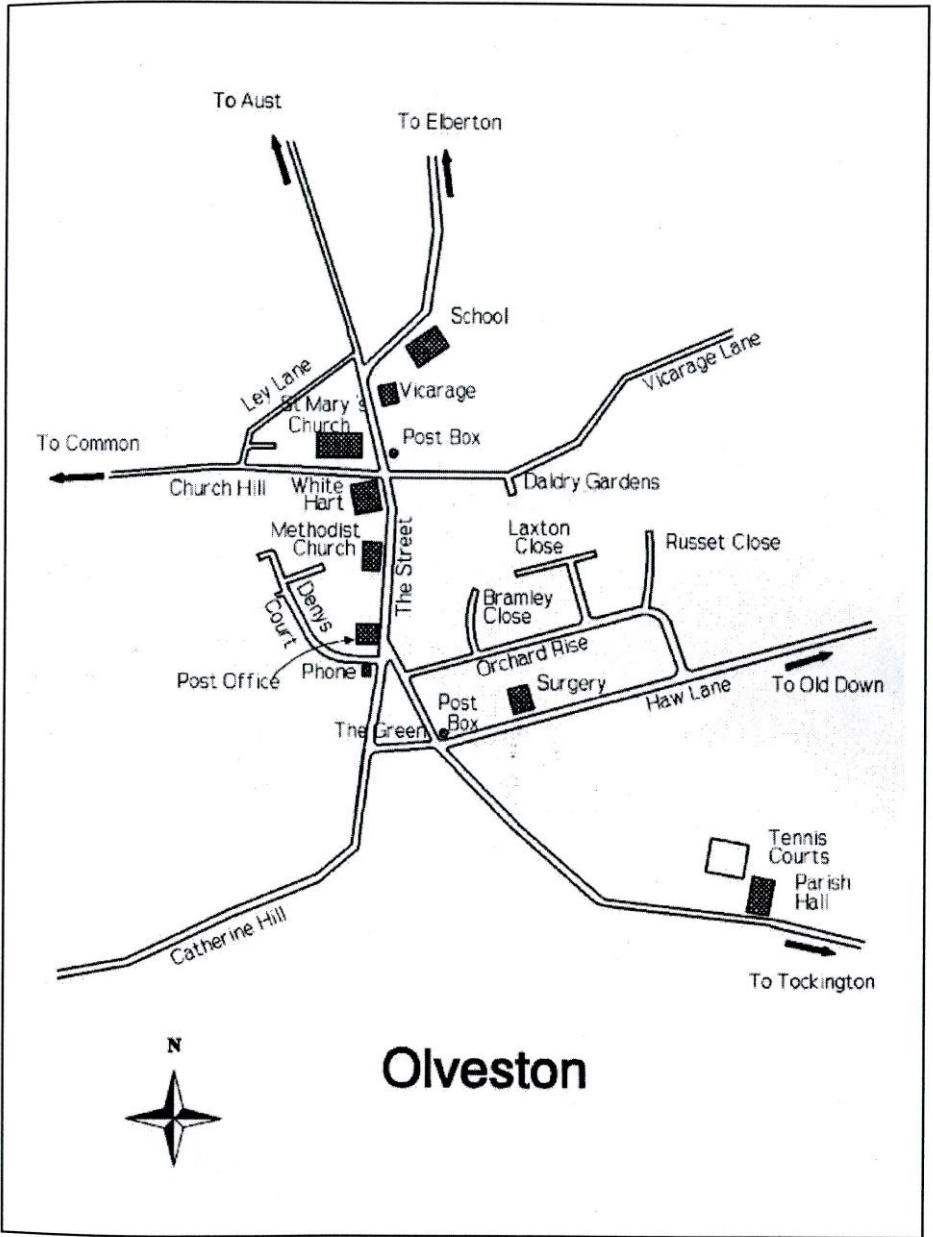 To Aust
To Elberton
School
Ley Lane
Vicarage Lane
Vicarage
St Mary's
Church
Post Box
To Common
Church Hill
White
Hart
Daldry Gardens
Methodist
Church
The Street
Laxton
Close
Russet Close
Denys
Court
Bramley
Close
Orchard Rise
Post Office
Phone
Surgery
Haw Lane
To Old Down
Post
Box
The Green
Tennis
Courts
Parish
Hall
Catherine Hill
To Tockington
N
Olveston